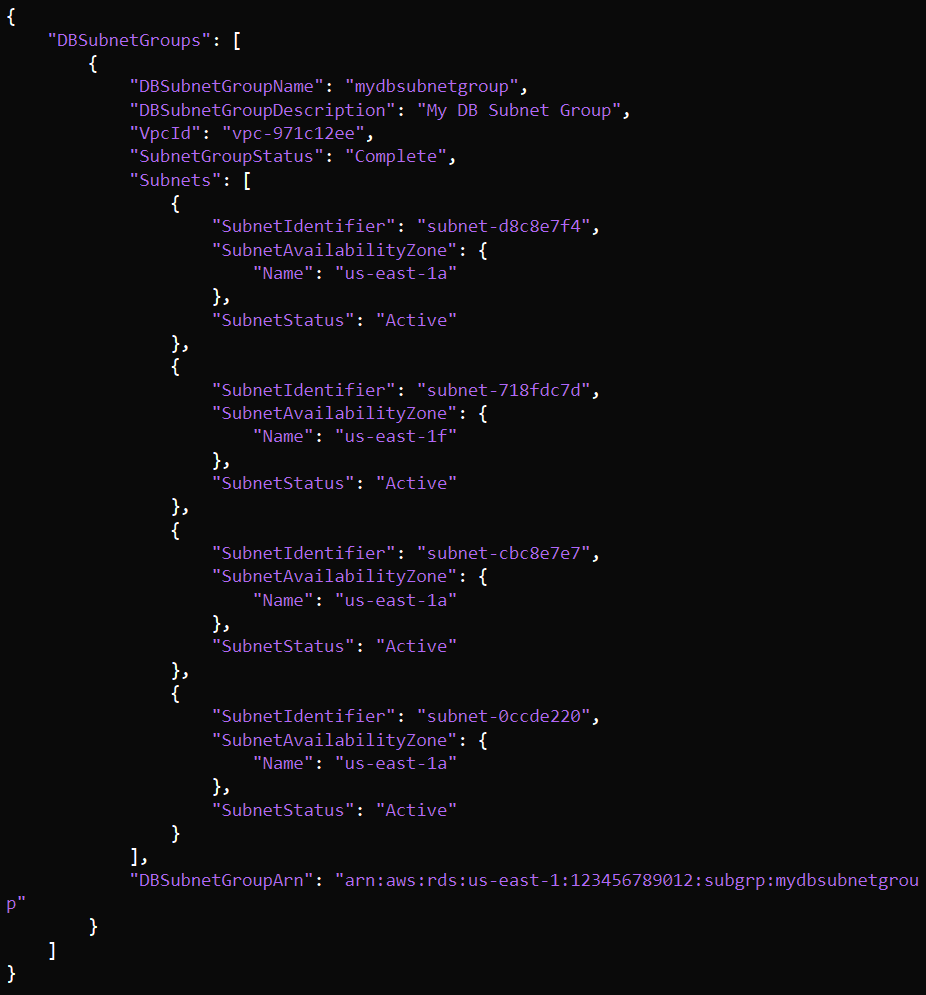 {
    "DBSubnetGroups": [
        {
            "DBSubnetGroupName": "mydbsubnetgroup",
            "DBSubnetGroupDescription": "My DB Subnet Group",
            "VpcId": "vpc-971c12ee",
            "SubnetGroupStatus": "Complete",
            "Subnets": [
                {
                    "SubnetIdentifier": "subnet-d8c8e7f4",
                    "SubnetAvailabilityZone": {
                        "Name": "us-east-1a"
                    },
                    "SubnetStatus": "Active"
                },
                {
                    "SubnetIdentifier": "subnet-718fdc7d",
                    "SubnetAvailabilityZone": {
                        "Name": "us-east-1f"
                    },
                    "SubnetStatus": "Active"
                },
                {
                    "SubnetIdentifier": "subnet-cbc8e7e7",
                    "SubnetAvailabilityZone": {
                        "Name": "us-east-1a"
                    },
                    "SubnetStatus": "Active"
                },
                {
                    "SubnetIdentifier": "subnet-0ccde220",
                    "SubnetAvailabilityZone": {
                        "Name": "us-east-1a"
                    },
                    "SubnetStatus": "Active"
                }
            ],
            "DBSubnetGroupArn": "arn:aws:rds:us-east-1:123456789012:subgrp:mydbsubnetgrou
p"
        }
    ]
}